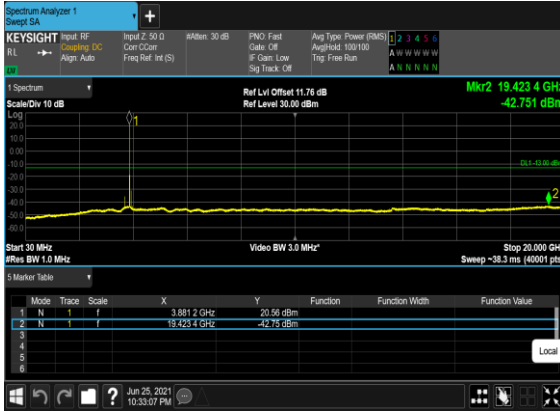 Spectrum Analyzer 1
Swept SA
+
KEYSIGHT Input: RF Input Z: 50 Ω #Atten: 30 dB PNO: Fast Avg Type: Power (RMS) 1 2 3 4 5 6
RL Coupling: DC Corr CCorr Gate: Off Avg|Hold: 100/100 A W W W W W
Align: Auto Freq Ref: Int (S) IF Gain: Low Trig: Free Run
Sig Track: Off A N N N N N
1 Spectrum Ref Lvl Offset 11.76 dB Mkr2 19.423 4 GHz
Scale/Div 10 dB Ref Level 30.00 dBm -42.751 dBm
Log
20.0 1
10.0
0.00
-10.0 DL1 -13.00 dBm
-20.0
-30.0
-40.0 2
-50.0
-60.0
Start 30 MHz Video BW 3.0 MHz* Stop 20.000 GHz
#Res BW 1.0 MHz Sweep ~38.3 ms (40001 pts
5 Marker Table
Mode Trace Scale X Y Function Function Width Function Value
1 N 1 f 3.881 2 GHz 20.56 dBm
2 N 1 f 19.423 4 GHz -42.75 dBm
3
4
5
6
Local
? Jun 25, 2021
10:33:07 PM